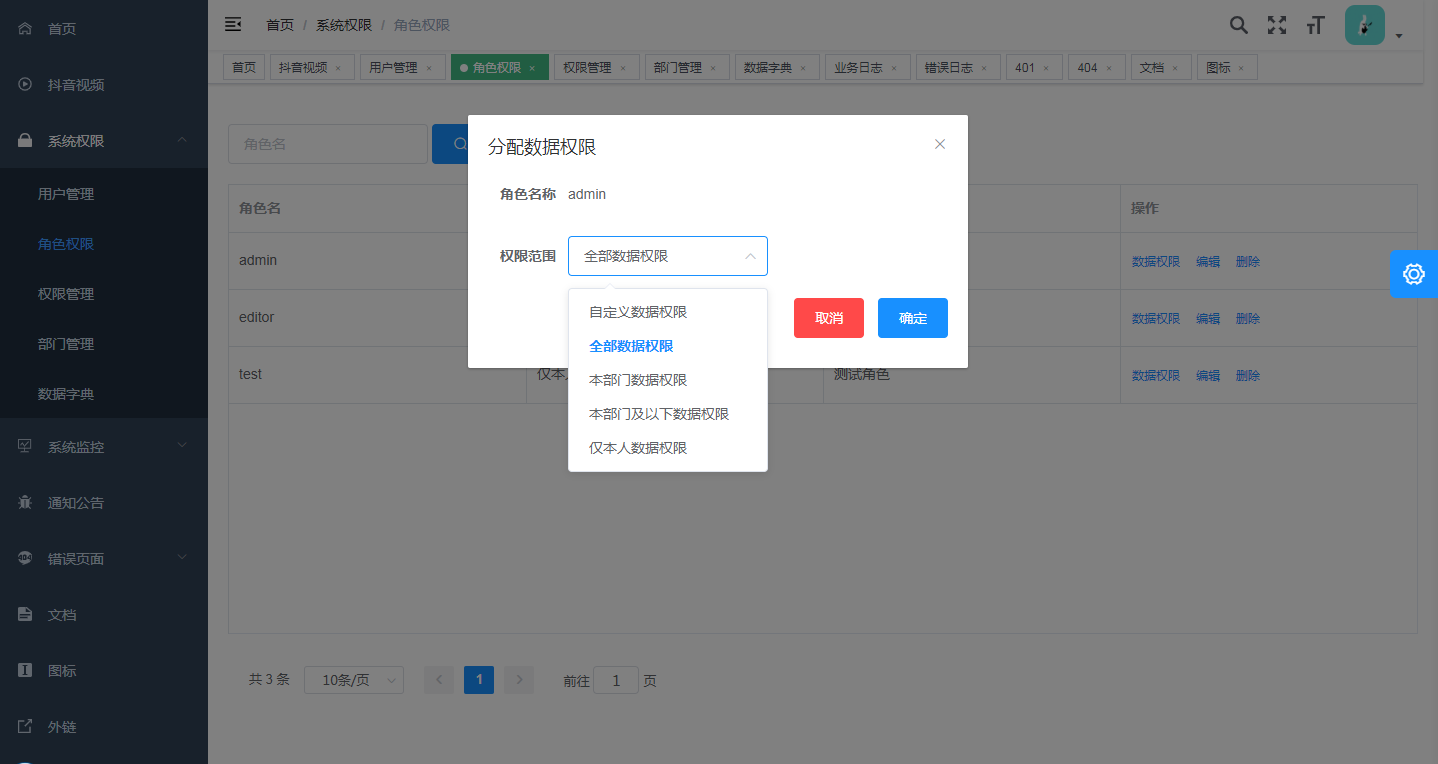 首页
抖音视频
系统权限
用户管理
角色权限
权限管理
部门管理
数据字典
系统监控
通知公告
错误页面
文档
图标
外链
首页 / 系统权限 / 角色权限
首页 抖音视频 × 用户管理 × 角色权限 × 权限管理 × 部门管理 × 数据字典 × 业务日志 × 错误日志 × 401 × 404 × 文档 × 图标 ×
角色名
角色名 操作
admin 数据权限 编辑 删除
editor 数据权限 编辑 删除
test 仅本 测试角色 数据权限 编辑 删除
分配数据权限
角色名称 admin
权限范围 全部数据权限
自定义数据权限
全部数据权限
本部门数据权限
本部门及以下数据权限
仅本人数据权限
取消 确定
共 3 条 10条/页 1 前往 1 页